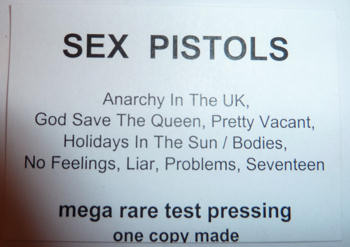 SEX PISTOLS
Anarchy In The UK,
God Save The Queen, Pretty Vacant,
Holidays In The Sun / Bodies,
No Feelings, Liar, Problems, Seventeen
mega rare test pressing
one copy made